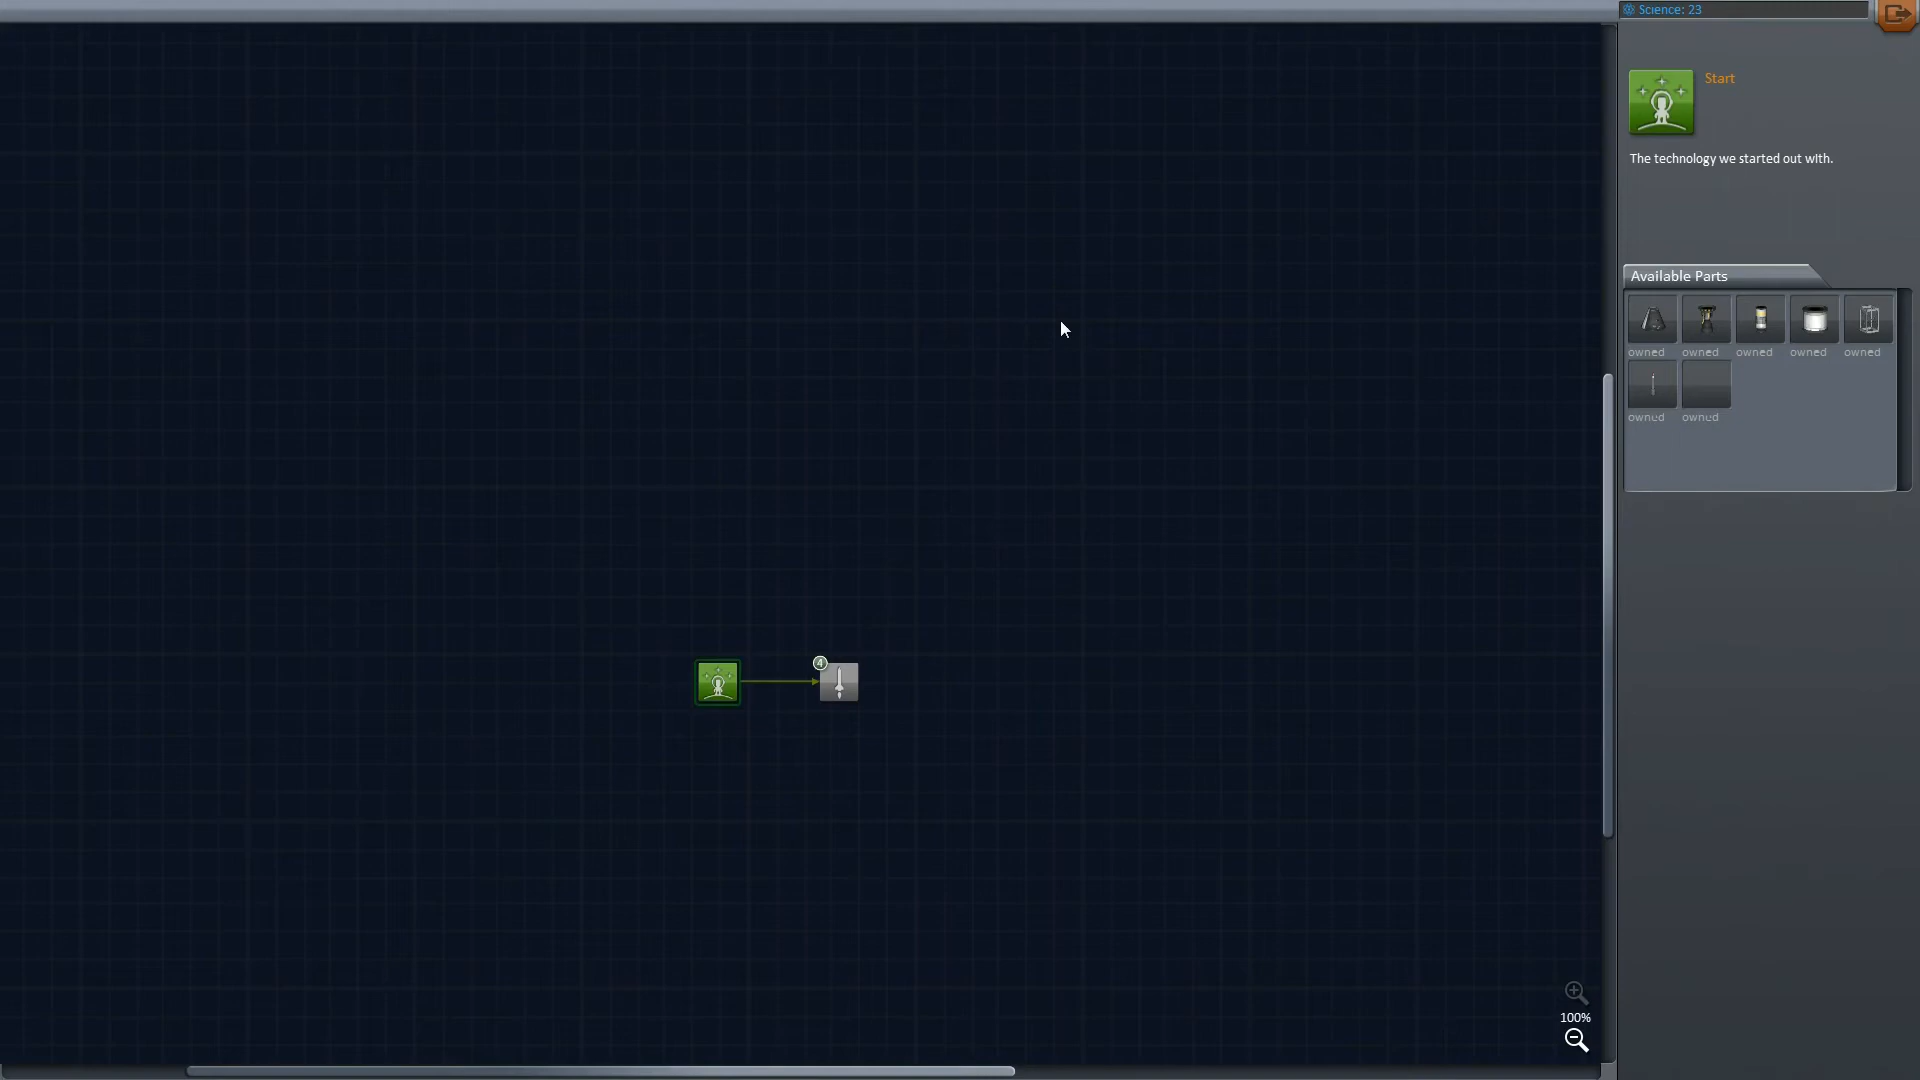 Science: 23
Start
The technology we started out with.
Available Parts
owned owned owned owned owned
owned owned
4
100%